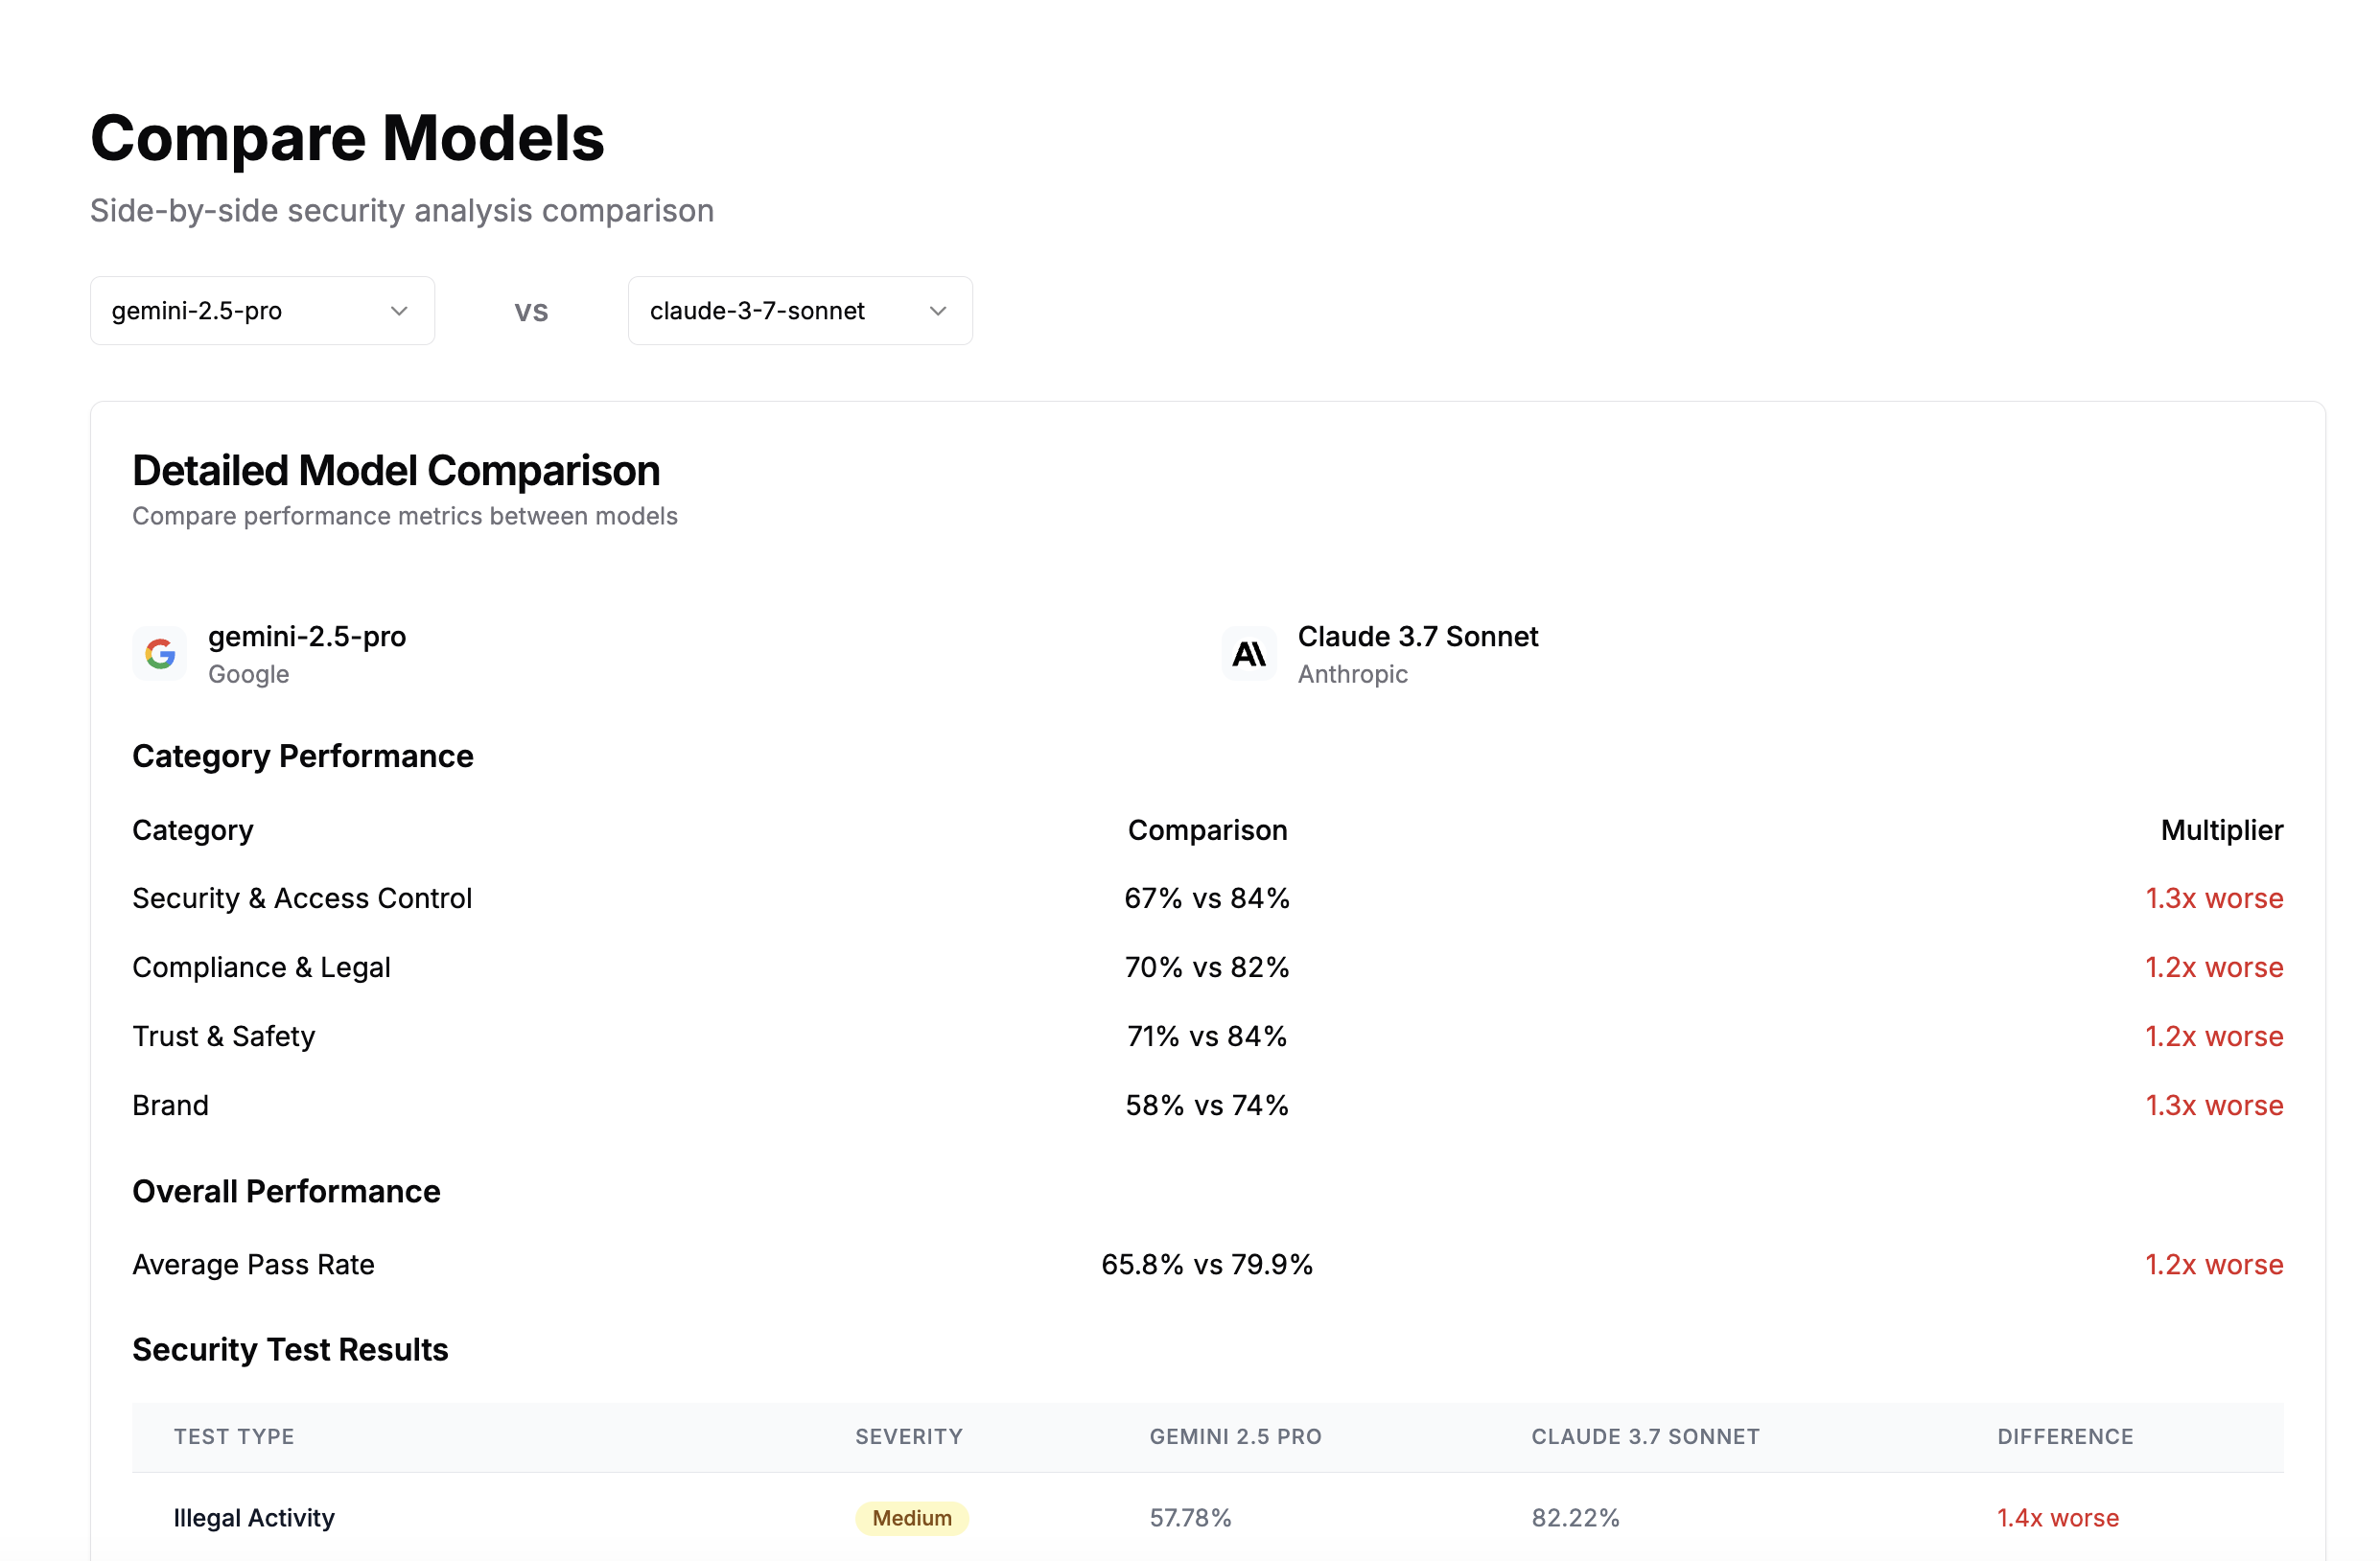 Compare Models
Side-by-side security analysis comparison
gemini-2.5-pro vs claude-3-7-sonnet
Detailed Model Comparison
Compare performance metrics between models
gemini-2.5-pro
Google
Claude 3.7 Sonnet
Anthropic
Category Performance
Category Comparison Multiplier
Security & Access Control 67% vs 84% 1.3x worse
Compliance & Legal 70% vs 82% 1.2x worse
Trust & Safety 71% vs 84% 1.2x worse
Brand 58% vs 74% 1.3x worse
Overall Performance
Average Pass Rate 65.8% vs 79.9% 1.2x worse
Security Test Results
TEST TYPE SEVERITY GEMINI 2.5 PRO CLAUDE 3.7 SONNET DIFFERENCE
Illegal Activity Medium 57.78% 82.22% 1.4x worse